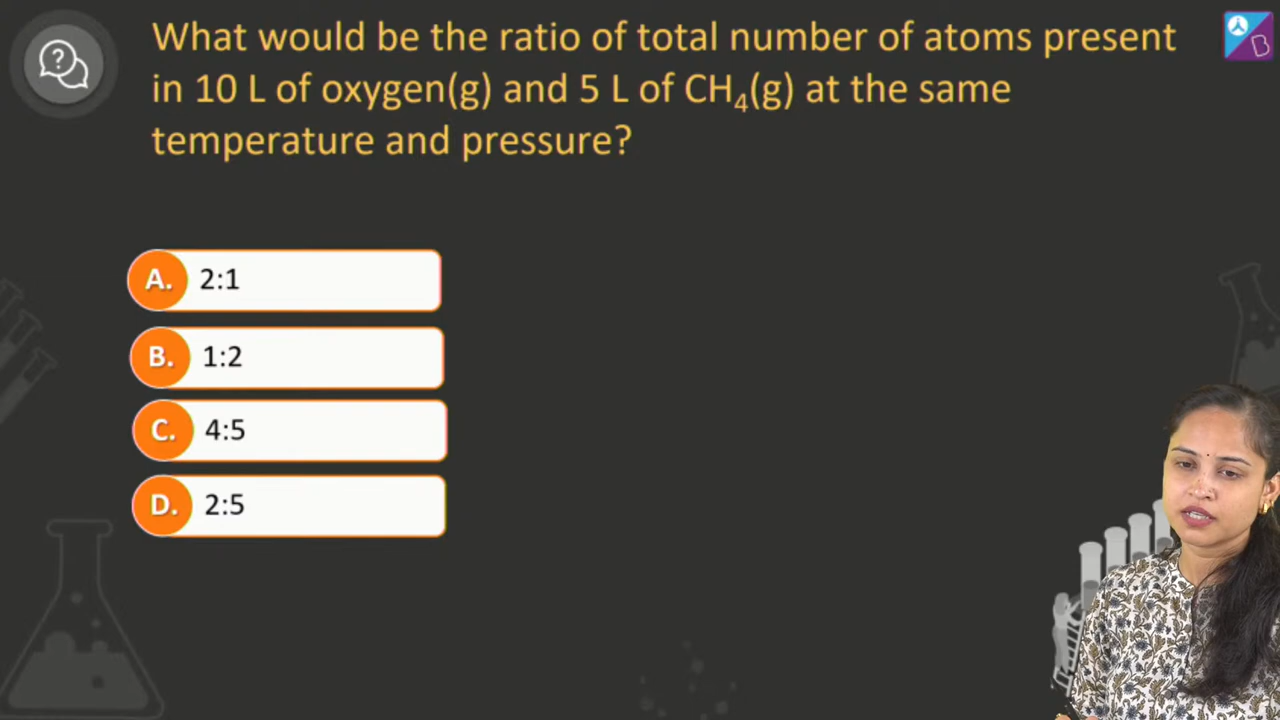 What would be the ratio of total number of atoms present
in 10 L of oxygen(g) and 5 L of CH₄(g) at the same
temperature and pressure?
A. 2:1
B. 1:2
C. 4:5
D. 2:5